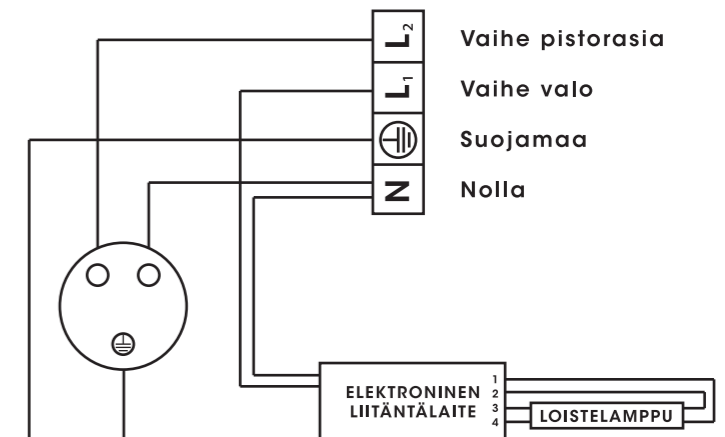 L2 Vaihe pistorasia
L1 Vaihe valo
Suojamaa
N Nolla
ELEKTRONINEN
LIITÄNTÄLAITE
1
2
3
4
LOISTELAMPPU